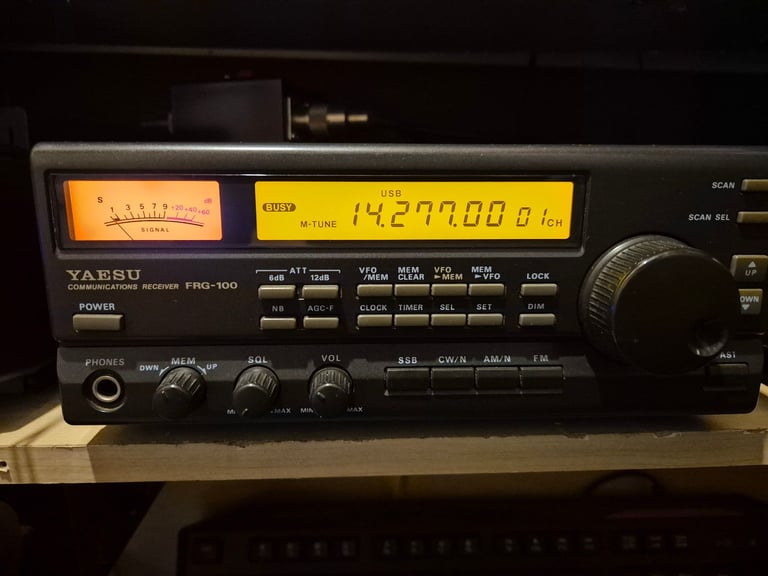 S 1 3 5 7 9 +20 +40 +60 dB
SIGNAL
USB
BUSY
M-TUNE 14.277.00 01 CH
SCAN
SCAN SEL
YAESU
COMMUNICATIONS RECEIVER FRG-100
ATT
6dB 12dB
VFO /MEM
MEM CLEAR
VFO ►MEM
MEM ►VFO
LOCK
▲ UP
POWER
NB AGC-F CLOCK TIMER SEL SET DIM
DWN ▼
PHONES
DWN MEM UP
SQL
MAX
VOL
MIN MAX
SSB CW/N AM/N FM